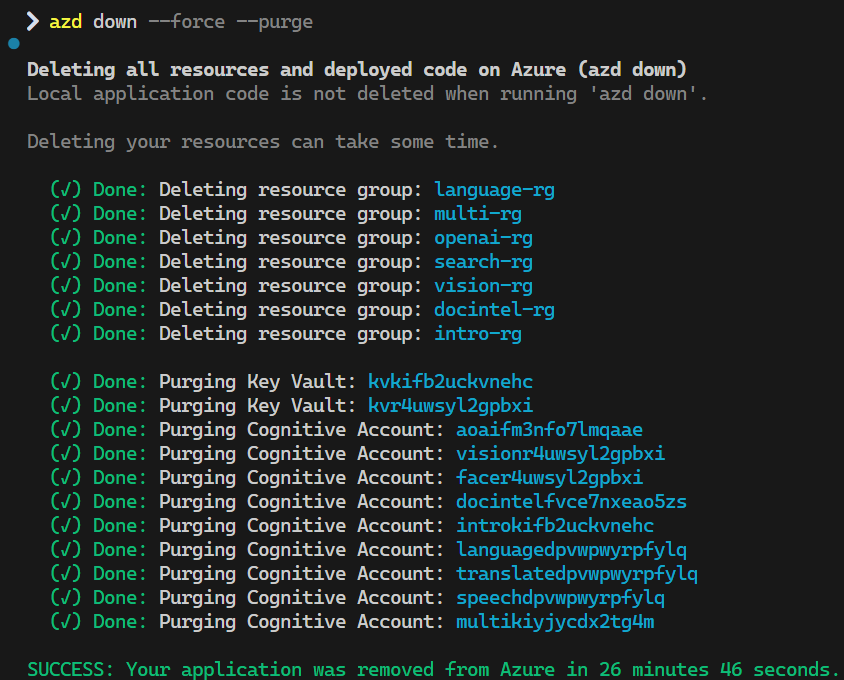 ❯ azd down --force --purge
Deleting all resources and deployed code on Azure (azd down)
Local application code is not deleted when running 'azd down'.
Deleting your resources can take some time.
(✓) Done: Deleting resource group: language-rg
(✓) Done: Deleting resource group: multi-rg
(✓) Done: Deleting resource group: openai-rg
(✓) Done: Deleting resource group: search-rg
(✓) Done: Deleting resource group: vision-rg
(✓) Done: Deleting resource group: docintel-rg
(✓) Done: Deleting resource group: intro-rg
(✓) Done: Purging Key Vault: kvkifb2uckvnehc
(✓) Done: Purging Key Vault: kvr4uwsyl2gpbxi
(✓) Done: Purging Cognitive Account: aoaifm3nfo7lmqaae
(✓) Done: Purging Cognitive Account: visionr4uwsyl2gpbxi
(✓) Done: Purging Cognitive Account: facer4uwsyl2gpbxi
(✓) Done: Purging Cognitive Account: docintelfvce7nxeao5zs
(✓) Done: Purging Cognitive Account: introkifb2uckvnehc
(✓) Done: Purging Cognitive Account: languagedpvwpwyrpfylq
(✓) Done: Purging Cognitive Account: translatedpvwpwyrpfylq
(✓) Done: Purging Cognitive Account: speechdpvwpwyrpfylq
(✓) Done: Purging Cognitive Account: multikiyjycdx2tg4m
SUCCESS: Your application was removed from Azure in 26 minutes 46 seconds.